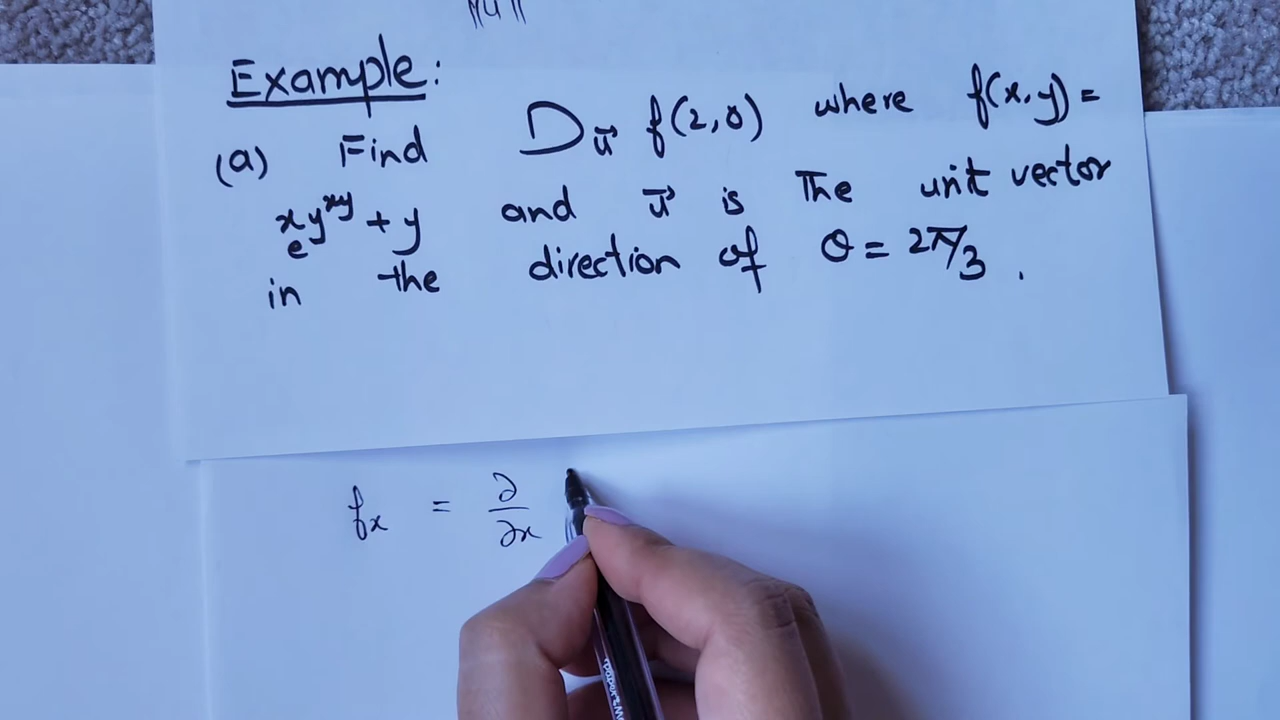 ‖u‖
Example:
(a) Find D_u⃗ f(2,0) where f(x,y) =
x e y^{xy} + y and u⃗ is the unit vector
in the direction of θ = 2π/3 .
f_x = ∂/∂x